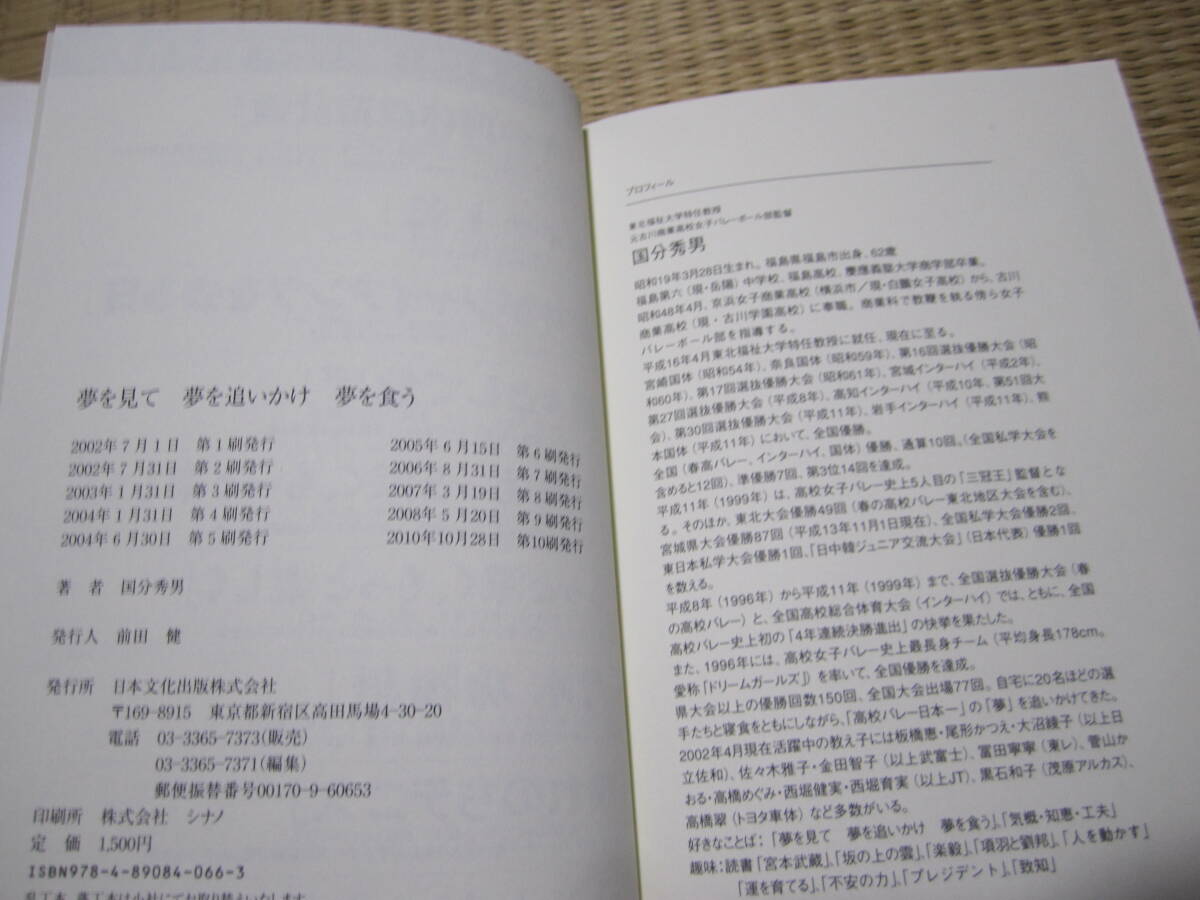 夢を見て　夢を追いかけ　夢を食う
2002年7月1日　第1刷発行
2002年7月31日　第2刷発行
2003年1月31日　第3刷発行
2004年1月31日　第4刷発行
2004年6月30日　第5刷発行
2005年6月15日　第6刷発行
2006年8月31日　第7刷発行
2007年3月19日　第8刷発行
2008年5月20日　第9刷発行
2010年10月28日　第10刷発行
著　者　国分秀男
発行人　前田　健
発行所　日本文化出版株式会社
〒169-8915　東京都新宿区高田馬場4-30-20
電話　03-3365-7373(販売)
03-3365-7371(編集)
郵便振替番号00170-9-60653
印刷所　株式会社　シナノ
定　価　1,500円
ISBN978-4-89084-066-3
プロフィール
東北福祉大学特任教授
元古川商業高校女子バレーボール部監督
国分秀男
昭和19年3月28日生まれ。福島県福島市出身、62歳
福島第六（現・岳陽）中学校、福島高校、慶應義塾大学商学部卒業。
昭和48年4月、京浜女子商業高校（横浜市／現・白鵬女子高校）から、古川
商業高校（現・古川学園高校）に奉職。商業科で教鞭を執る傍ら女子
バレーボール部を指導する。
平成16年4月東北福祉大学特任教授に就任、現在に至る。
宮崎国体（昭和54年）、奈良国体（昭和59年）、第16回選抜優勝大会（昭
和60年）、第17回選抜優勝大会（昭和61年）、宮城インターハイ（平成2年）、
第27回選抜優勝大会（平成8年）、高知インターハイ（平成10年、第51回大
会）、第30回選抜優勝大会（平成11年）、岩手インターハイ（平成11年）、熊
本国体（平成11年）において、全国優勝。
全国（春高バレー、インターハイ、国体）優勝、通算10回。（全国私学大会を
含めると12回）、準優勝7回、第3位14回を達成。
平成11年（1999年）は、高校女子バレー史上5人目の「三冠王」監督とな
る。そのほか、東北大会優勝49回（春の高校バレー東北地区大会を含む）、
宮城県大会優勝87回（平成13年11月1日現在）、全国私学大会優勝2回、
東日本私学大会優勝1回、「日中韓ジュニア交流大会」（日本代表）優勝1回
を数える。
平成8年（1996年）から平成11年（1999年）まで、全国選抜優勝大会（春
の高校バレー）と、全国高校総合体育大会（インターハイ）では、ともに、全国
高校バレー史上初の「4年連続決勝進出」の快挙を果たした。
また、1996年には、高校女子バレー史上最長身チーム（平均身長178cm。
愛称「ドリームガールズ」）を率いて、全国優勝を達成。
県大会以上の優勝回数150回、全国大会出場77回。自宅に20名ほどの選
手たちと寝食をともにしながら、「高校バレー日本一」の「夢」を追いかけてきた。
2002年4月現在活躍中の教え子には板橋恵・尾形かつえ・大沼綾子（以上日
立佐和）、佐々木雅子・金田智子（以上武富士）、冨田寧寧（東レ）、菅山か
おる・高橋めぐみ・西堀健実・西堀育実（以上JT）、黒石和子（茂原アルカス）、
高橋翠（トヨタ車体）など多数がいる。
好きなことば：「夢を見て　夢を追いかけ　夢を食う」、「気概・知恵・工夫」
趣味：読書「宮本武蔵」、「坂の上の雲」、「楽毅」、「項羽と劉邦」、「人を動かす」
「運を育てる」、「不安の力」、「プレジデント」、「致知」